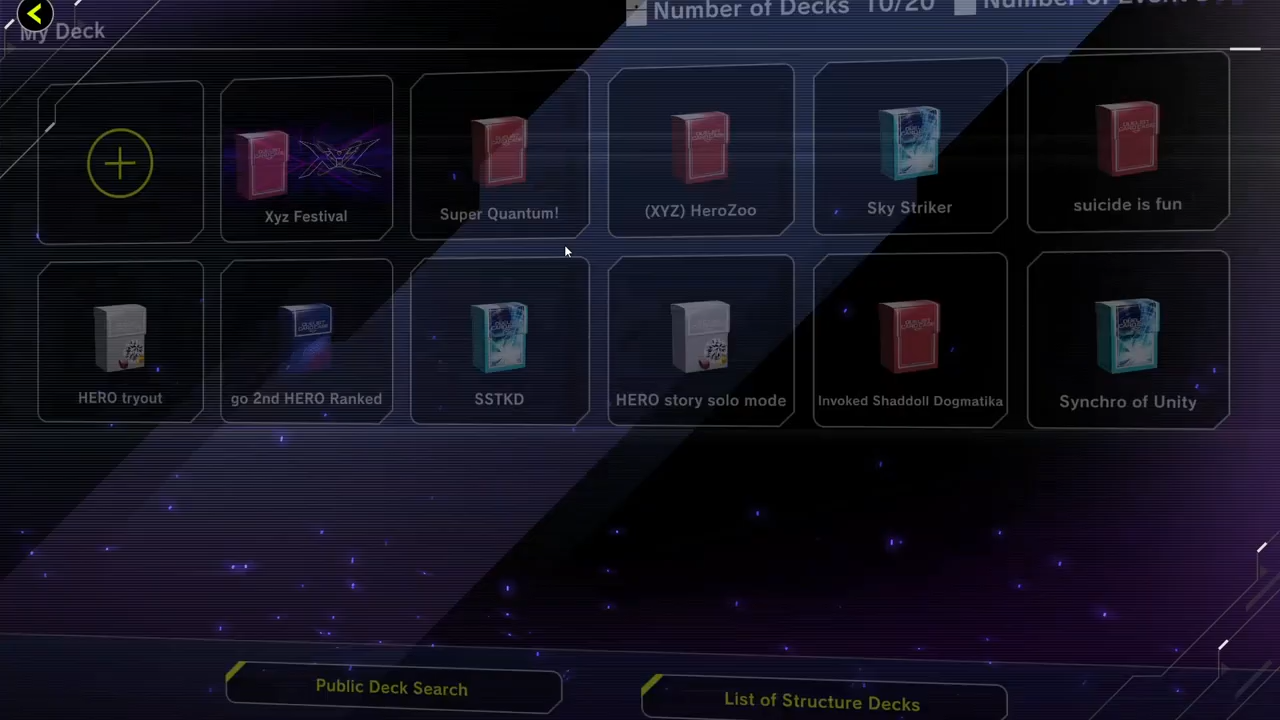 My Deck
Number of Decks 10/20
Number of Event
Xyz Festival
Super Quantum!
(XYZ) HeroZoo
Sky Striker
suicide is fun
HERO tryout
go 2nd HERO Ranked
SSTKD
HERO story solo mode
Invoked Shaddoll Dogmatika
Synchro of Unity
Public Deck Search
List of Structure Decks